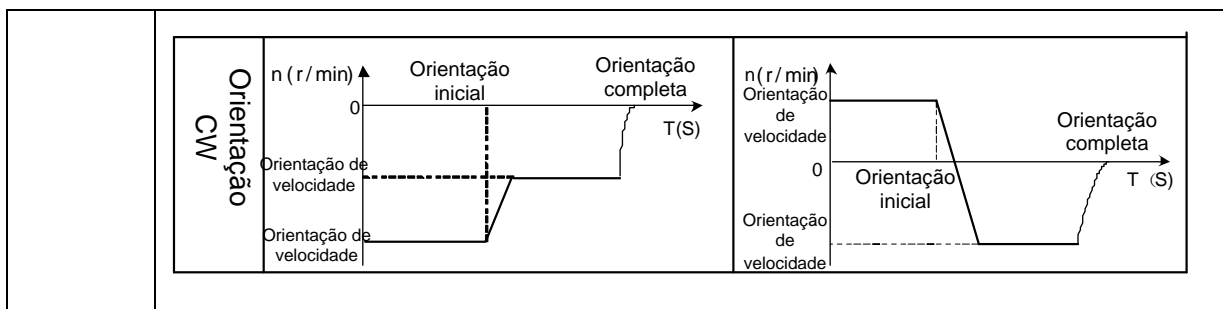 Orientação
CW
n (r/min)
Orientação
inicial
Orientação
completa
0
T(S)
Orientação de
velocidade
Orientação de
velocidade
n(r/min)
Orientação
de
velocidade
Orientação
completa
0
Orientação
inicial
T (S)
Orientação
de
velocidade